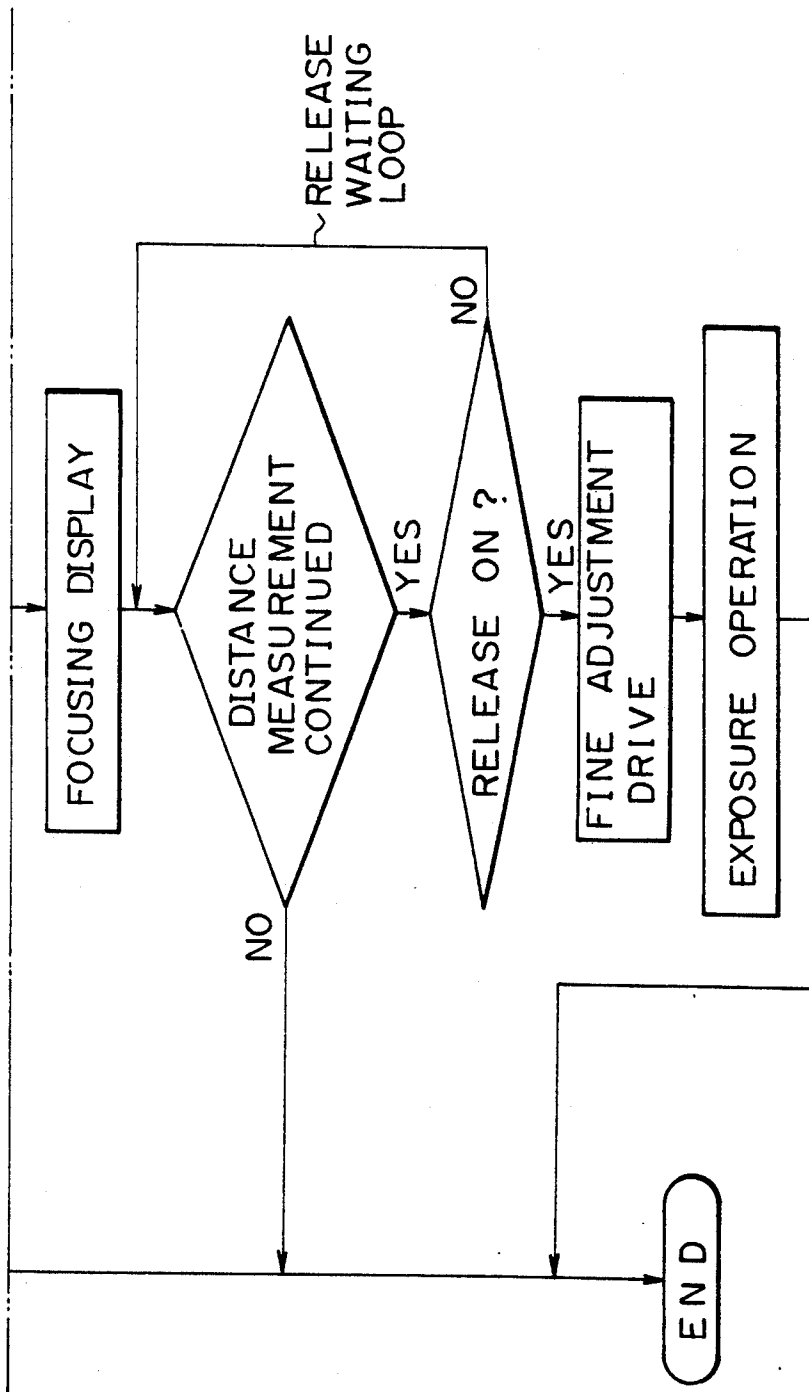 FOCUSING DISPLAY
RELEASE
WAITING
LOOP
DISTANCE
MEASUREMENT
CONTINUED
NO
YES
RELEASE ON ?
NO
YES
FINE ADJUSTMENT
DRIVE
EXPOSURE OPERATION
END